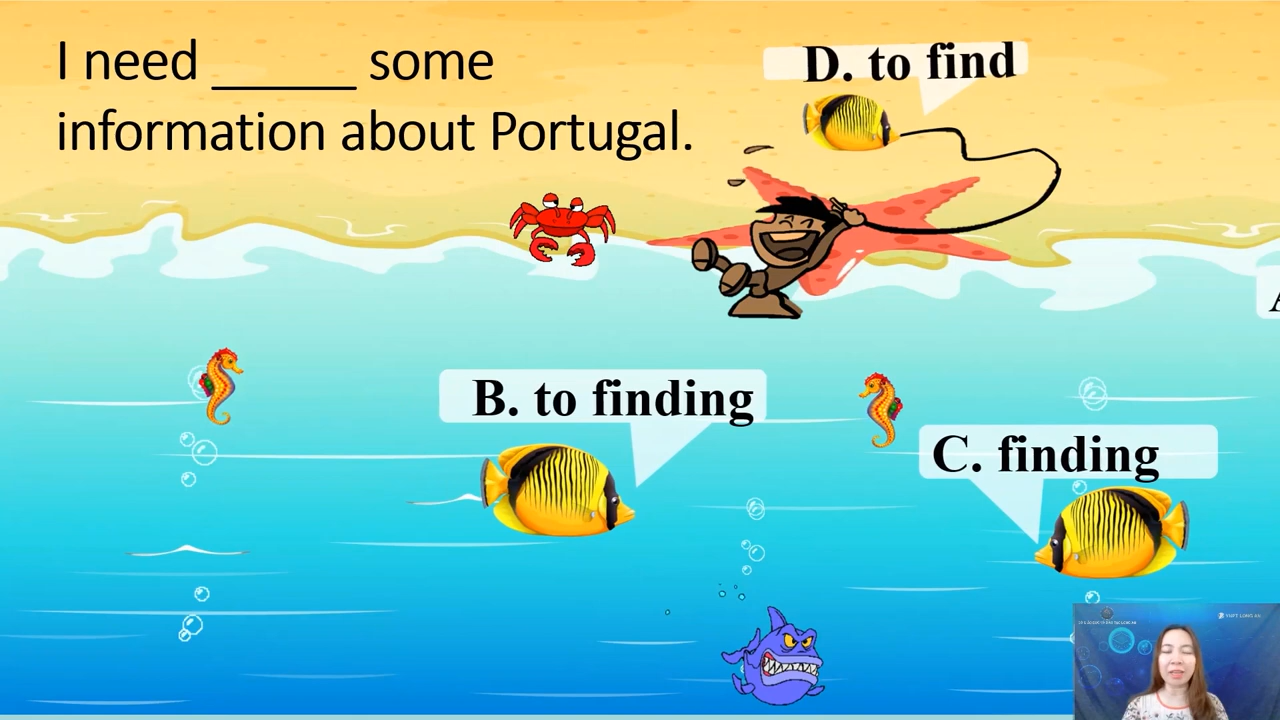 I need ______ some
information about Portugal.
D. to find
B. to finding
C. finding